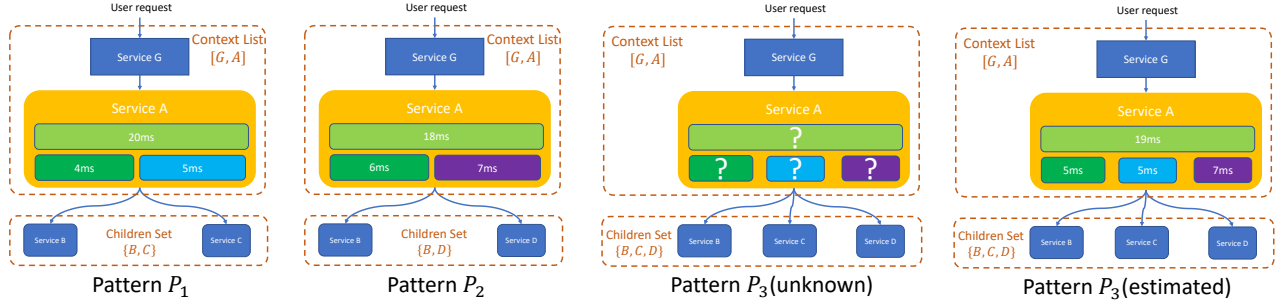 User request
Context List
[G, A]
Service G
Service A
20ms
4ms
5ms
Service B
Children Set
{B, C}
Service C
Pattern P1
User request
Context List
[G, A]
Service G
Service A
18ms
6ms
7ms
Service B
Children Set
{B, D}
Service D
Pattern P2
User request
Context List
[G, A]
Service G
Service A
?
?
?
?
Children Set
{B, C, D}
Service B
Service C
Service D
Pattern P3(unknown)
User request
Context List
[G, A]
Service G
Service A
19ms
5ms
5ms
7ms
Children Set
{B, C, D}
Service B
Service C
Service D
Pattern P3(estimated)